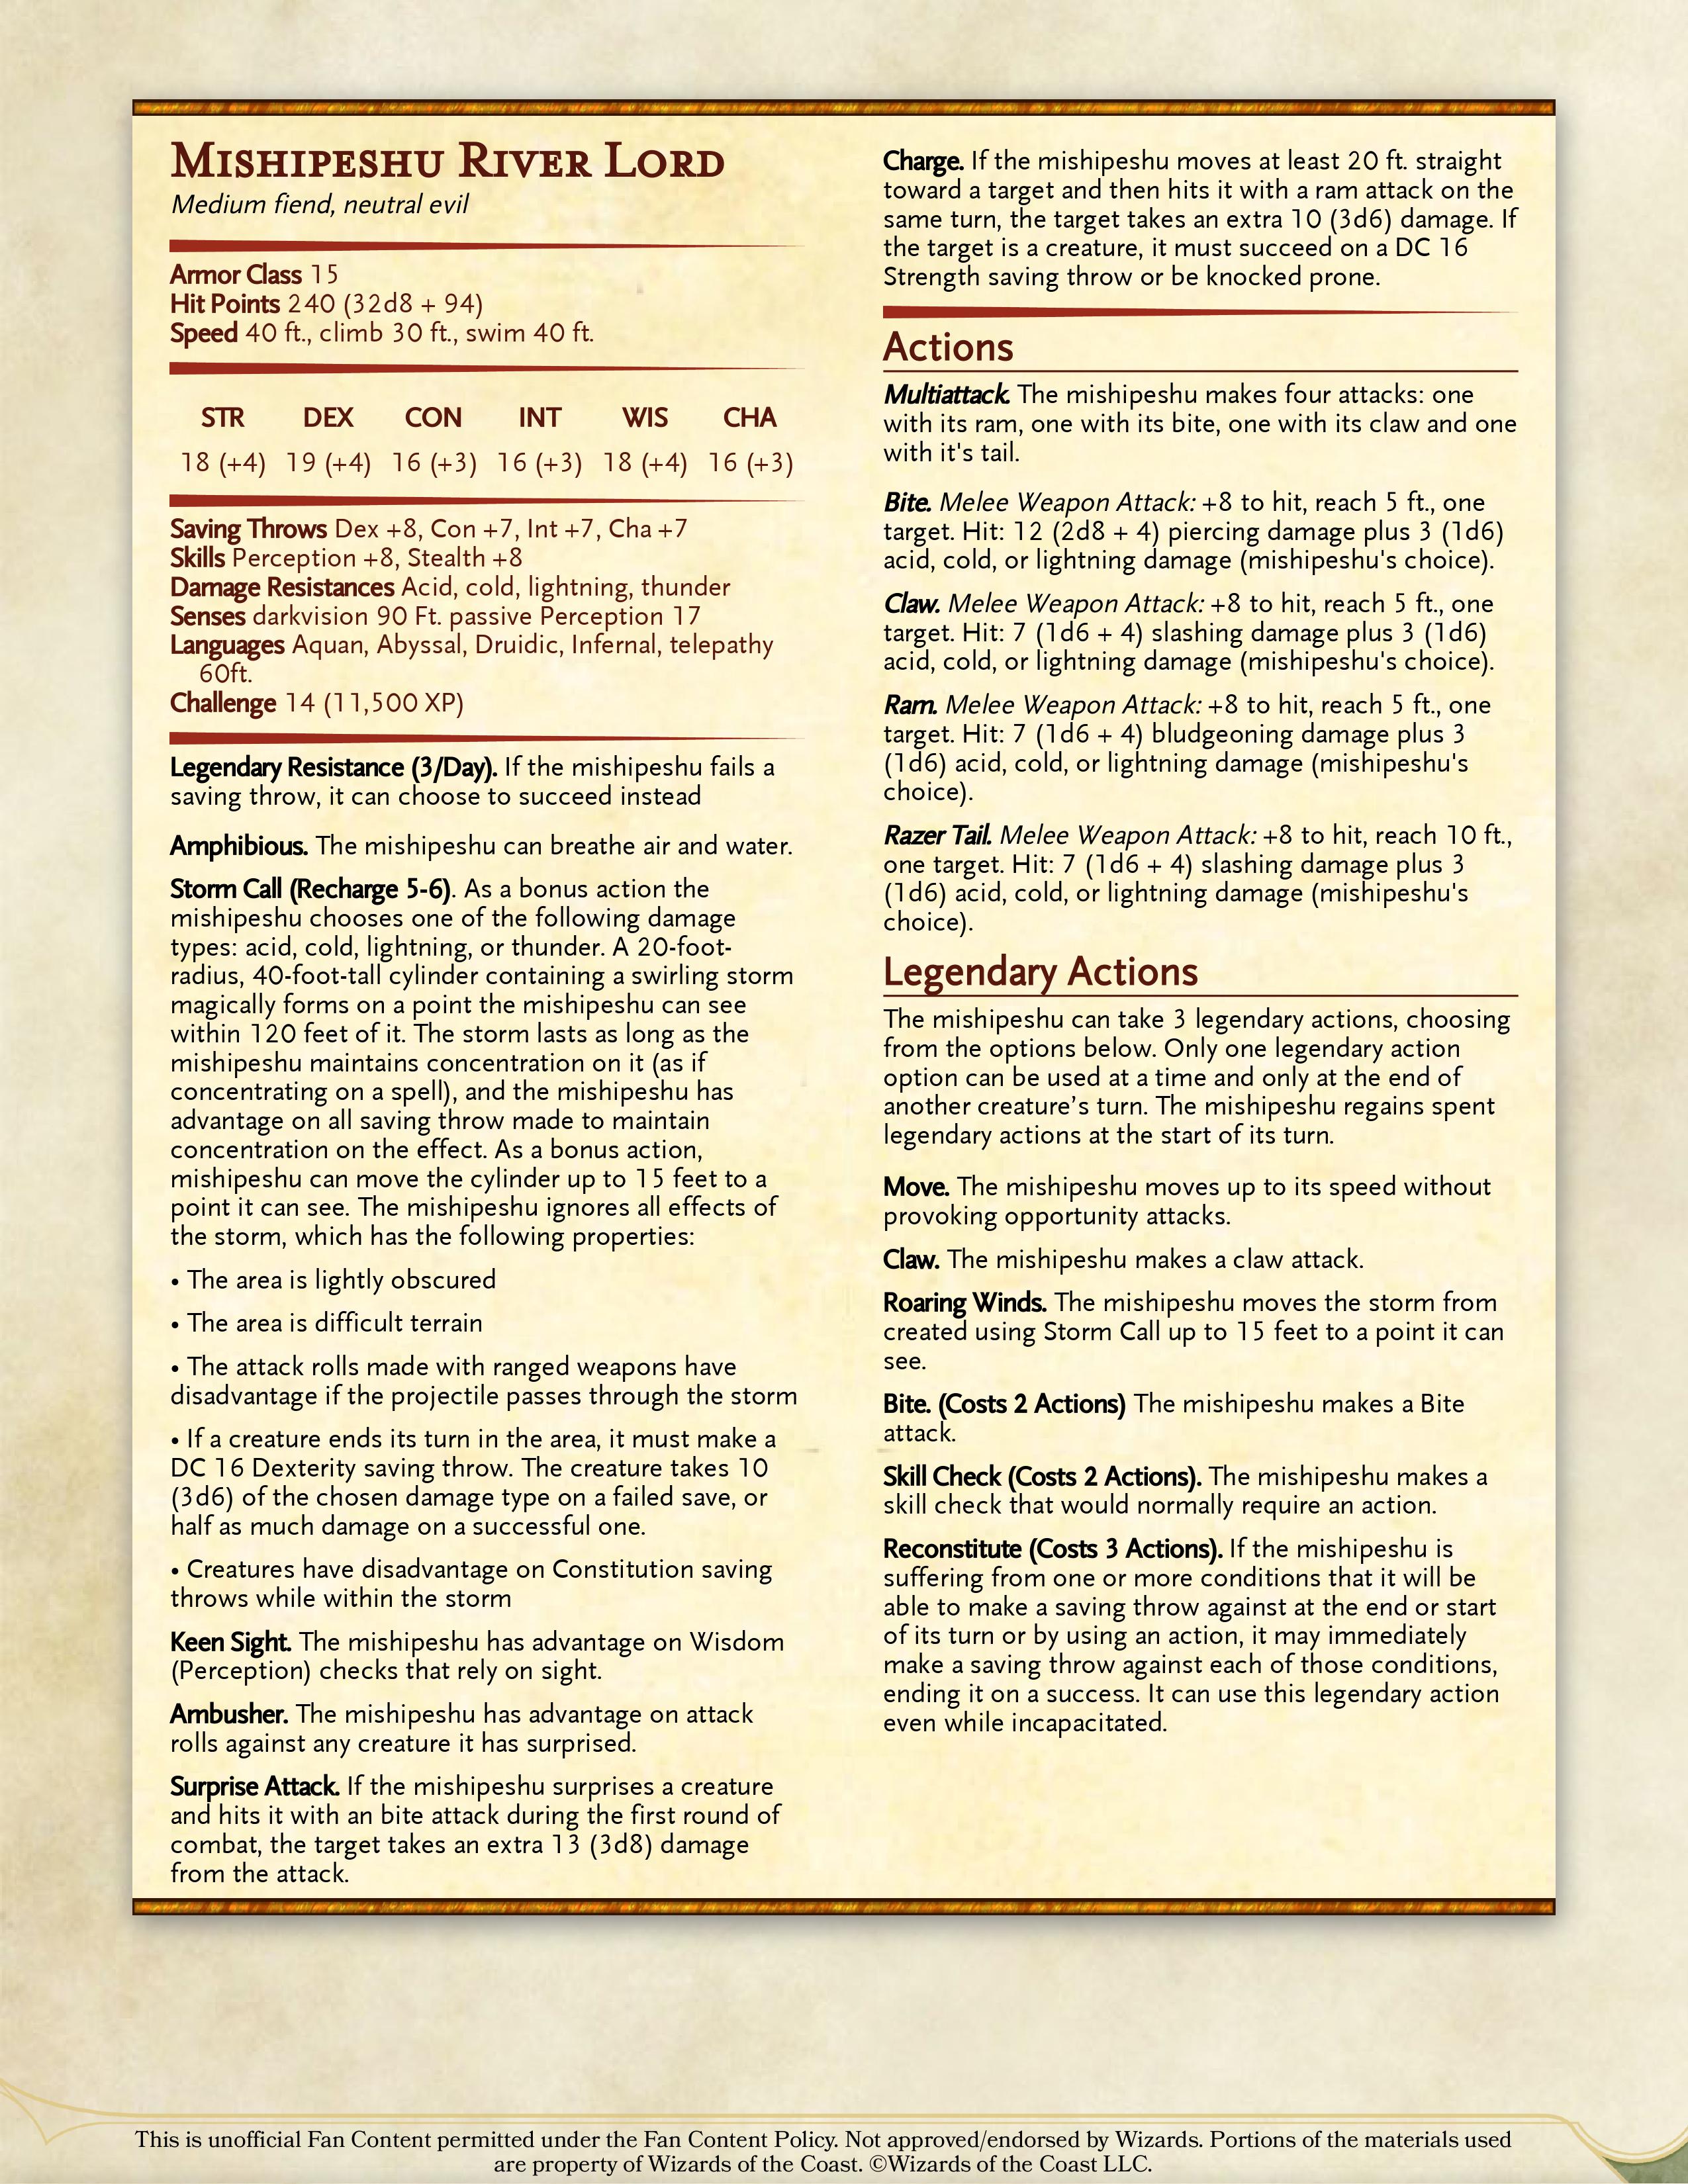 Mishipeshu River Lord
Medium fiend, neutral evil
Armor Class 15
Hit Points 240 (32d8 + 94)
Speed 40 ft., climb 30 ft., swim 40 ft.
STR DEX CON INT WIS CHA
18 (+4) 19 (+4) 16 (+3) 16 (+3) 18 (+4) 16 (+3)
Saving Throws Dex +8, Con +7, Int +7, Cha +7
Skills Perception +8, Stealth +8
Damage Resistances Acid, cold, lightning, thunder
Senses darkvision 90 Ft. passive Perception 17
Languages Aquan, Abyssal, Druidic, Infernal, telepathy
60ft.
Challenge 14 (11,500 XP)
Legendary Resistance (3/Day). If the mishipeshu fails a
saving throw, it can choose to succeed instead
Amphibious. The mishipeshu can breathe air and water.
Storm Call (Recharge 5-6). As a bonus action the
mishipeshu chooses one of the following damage
types: acid, cold, lightning, or thunder. A 20-foot-
radius, 40-foot-tall cylinder containing a swirling storm
magically forms on a point the mishipeshu can see
within 120 feet of it. The storm lasts as long as the
mishipeshu maintains concentration on it (as if
concentrating on a spell), and the mishipeshu has
advantage on all saving throw made to maintain
concentration on the effect. As a bonus action,
mishipeshu can move the cylinder up to 15 feet to a
point it can see. The mishipeshu ignores all effects of
the storm, which has the following properties:
• The area is lightly obscured
• The area is difficult terrain
• The attack rolls made with ranged weapons have
disadvantage if the projectile passes through the storm
• If a creature ends its turn in the area, it must make a
DC 16 Dexterity saving throw. The creature takes 10
(3d6) of the chosen damage type on a failed save, or
half as much damage on a successful one.
• Creatures have disadvantage on Constitution saving
throws while within the storm
Keen Sight. The mishipeshu has advantage on Wisdom
(Perception) checks that rely on sight.
Ambusher. The mishipeshu has advantage on attack
rolls against any creature it has surprised.
Surprise Attack. If the mishipeshu surprises a creature
and hits it with an bite attack during the first round of
combat, the target takes an extra 13 (3d8) damage
from the attack.
Charge. If the mishipeshu moves at least 20 ft. straight
toward a target and then hits it with a ram attack on the
same turn, the target takes an extra 10 (3d6) damage. If
the target is a creature, it must succeed on a DC 16
Strength saving throw or be knocked prone.
Actions
Multiattack. The mishipeshu makes four attacks: one
with its ram, one with its bite, one with its claw and one
with it's tail.
Bite. Melee Weapon Attack: +8 to hit, reach 5 ft., one
target. Hit: 12 (2d8 + 4) piercing damage plus 3 (1d6)
acid, cold, or lightning damage (mishipeshu's choice).
Claw. Melee Weapon Attack: +8 to hit, reach 5 ft., one
target. Hit: 7 (1d6 + 4) slashing damage plus 3 (1d6)
acid, cold, or lightning damage (mishipeshu's choice).
Ram. Melee Weapon Attack: +8 to hit, reach 5 ft., one
target. Hit: 7 (1d6 + 4) bludgeoning damage plus 3
(1d6) acid, cold, or lightning damage (mishipeshu's
choice).
Razer Tail. Melee Weapon Attack: +8 to hit, reach 10 ft.,
one target. Hit: 7 (1d6 + 4) slashing damage plus 3
(1d6) acid, cold, or lightning damage (mishipeshu's
choice).
Legendary Actions
The mishipeshu can take 3 legendary actions, choosing
from the options below. Only one legendary action
option can be used at a time and only at the end of
another creature’s turn. The mishipeshu regains spent
legendary actions at the start of its turn.
Move. The mishipeshu moves up to its speed without
provoking opportunity attacks.
Claw. The mishipeshu makes a claw attack.
Roaring Winds. The mishipeshu moves the storm from
created using Storm Call up to 15 feet to a point it can
see.
Bite. (Costs 2 Actions) The mishipeshu makes a Bite
attack.
Skill Check (Costs 2 Actions). The mishipeshu makes a
skill check that would normally require an action.
Reconstitute (Costs 3 Actions). If the mishipeshu is
suffering from one or more conditions that it will be
able to make a saving throw against at the end or start
of its turn or by using an action, it may immediately
make a saving throw against each of those conditions,
ending it on a success. It can use this legendary action
even while incapacitated.
This is unofficial Fan Content permitted under the Fan Content Policy. Not approved/endorsed by Wizards. Portions of the materials used
are property of Wizards of the Coast. ©Wizards of the Coast LLC.